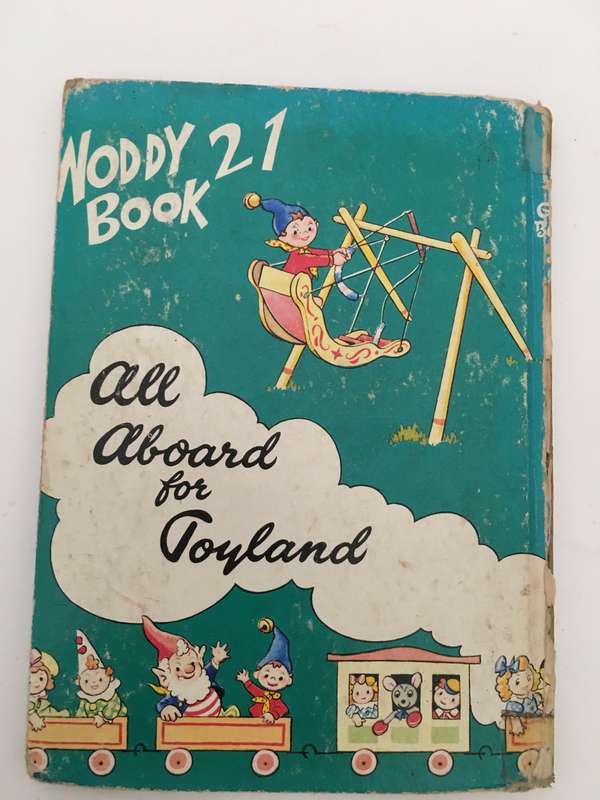 NODDY 21
BOOK
All
Aboard
for
Toyland